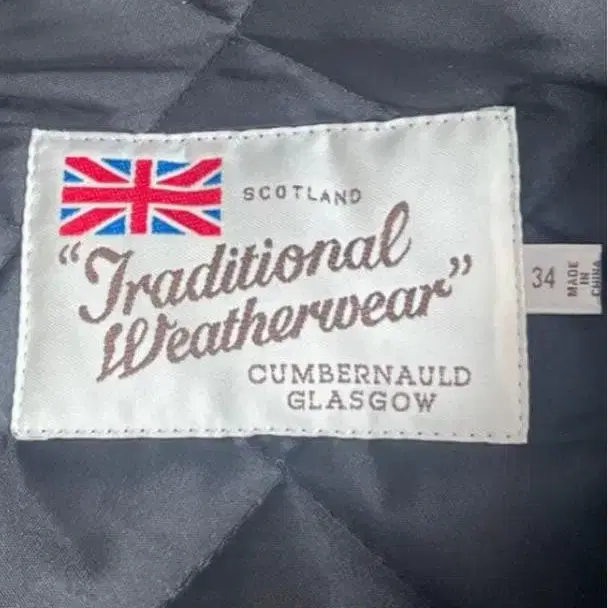 SCOTLAND
"Traditional
Weatherwear"
CUMBERNAULD
GLASGOW
34
MADE
IN
CHINA